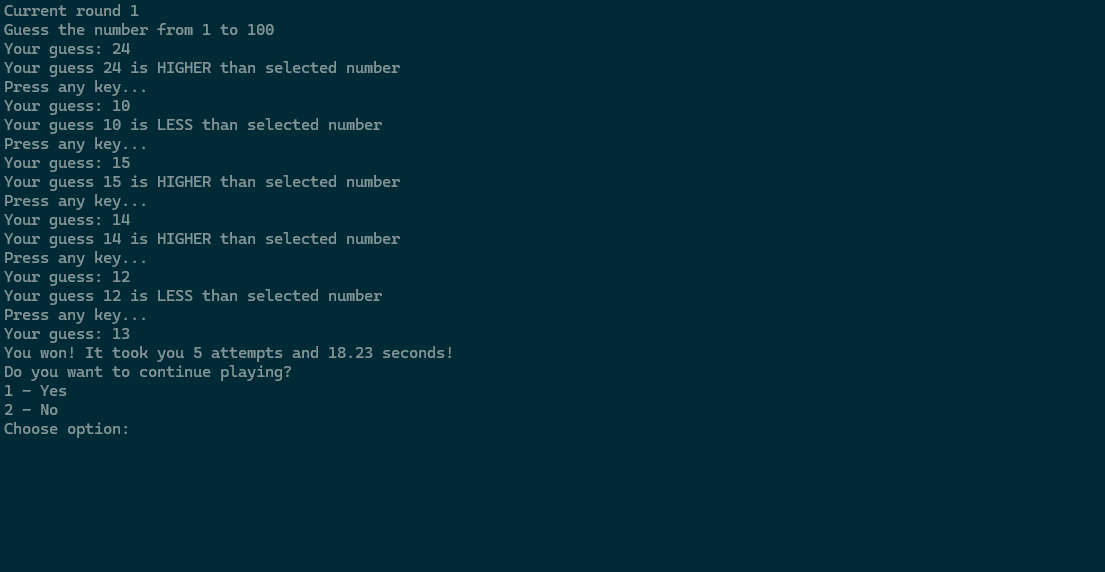 Current round 1
Guess the number from 1 to 100
Your guess: 24
Your guess 24 is HIGHER than selected number
Press any key...
Your guess: 10
Your guess 10 is LESS than selected number
Press any key...
Your guess: 15
Your guess 15 is HIGHER than selected number
Press any key...
Your guess: 14
Your guess 14 is HIGHER than selected number
Press any key...
Your guess: 12
Your guess 12 is LESS than selected number
Press any key...
Your guess: 13
You won! It took you 5 attempts and 18.23 seconds!
Do you want to continue playing?
1 - Yes
2 - No
Choose option: